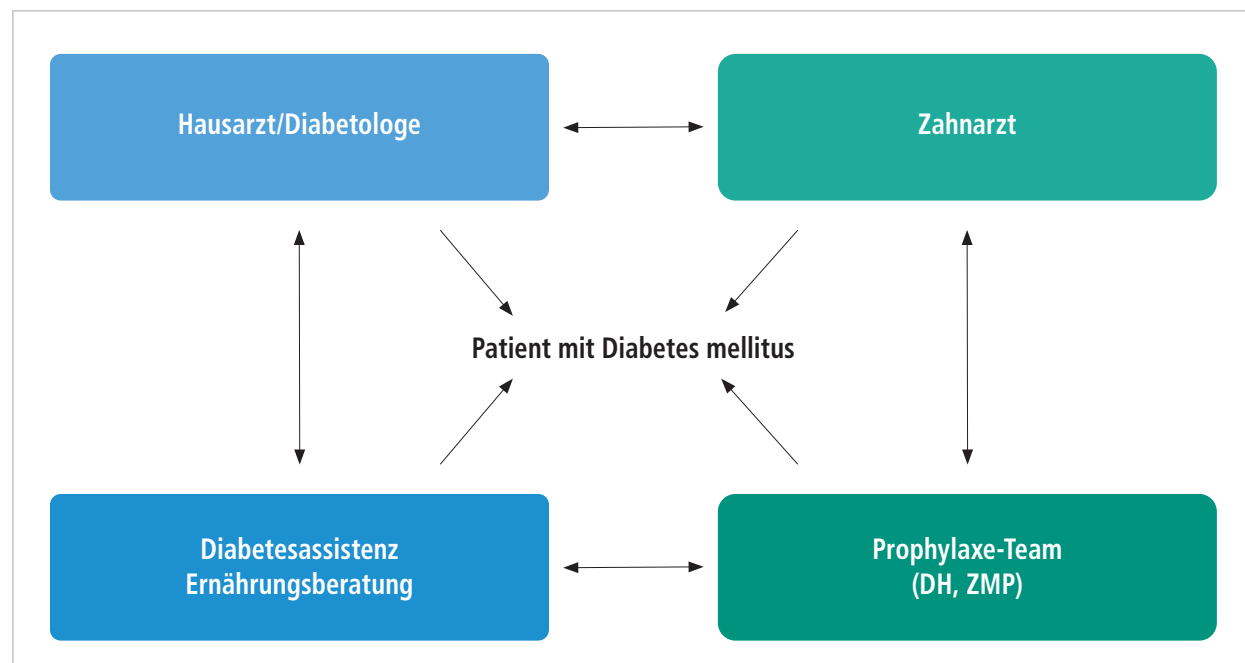 Hausarzt/Diabetologe
Zahnarzt
Patient mit Diabetes mellitus
Diabetesassistenz
Ernährungsberatung
Prophylaxe-Team
(DH, ZMP)